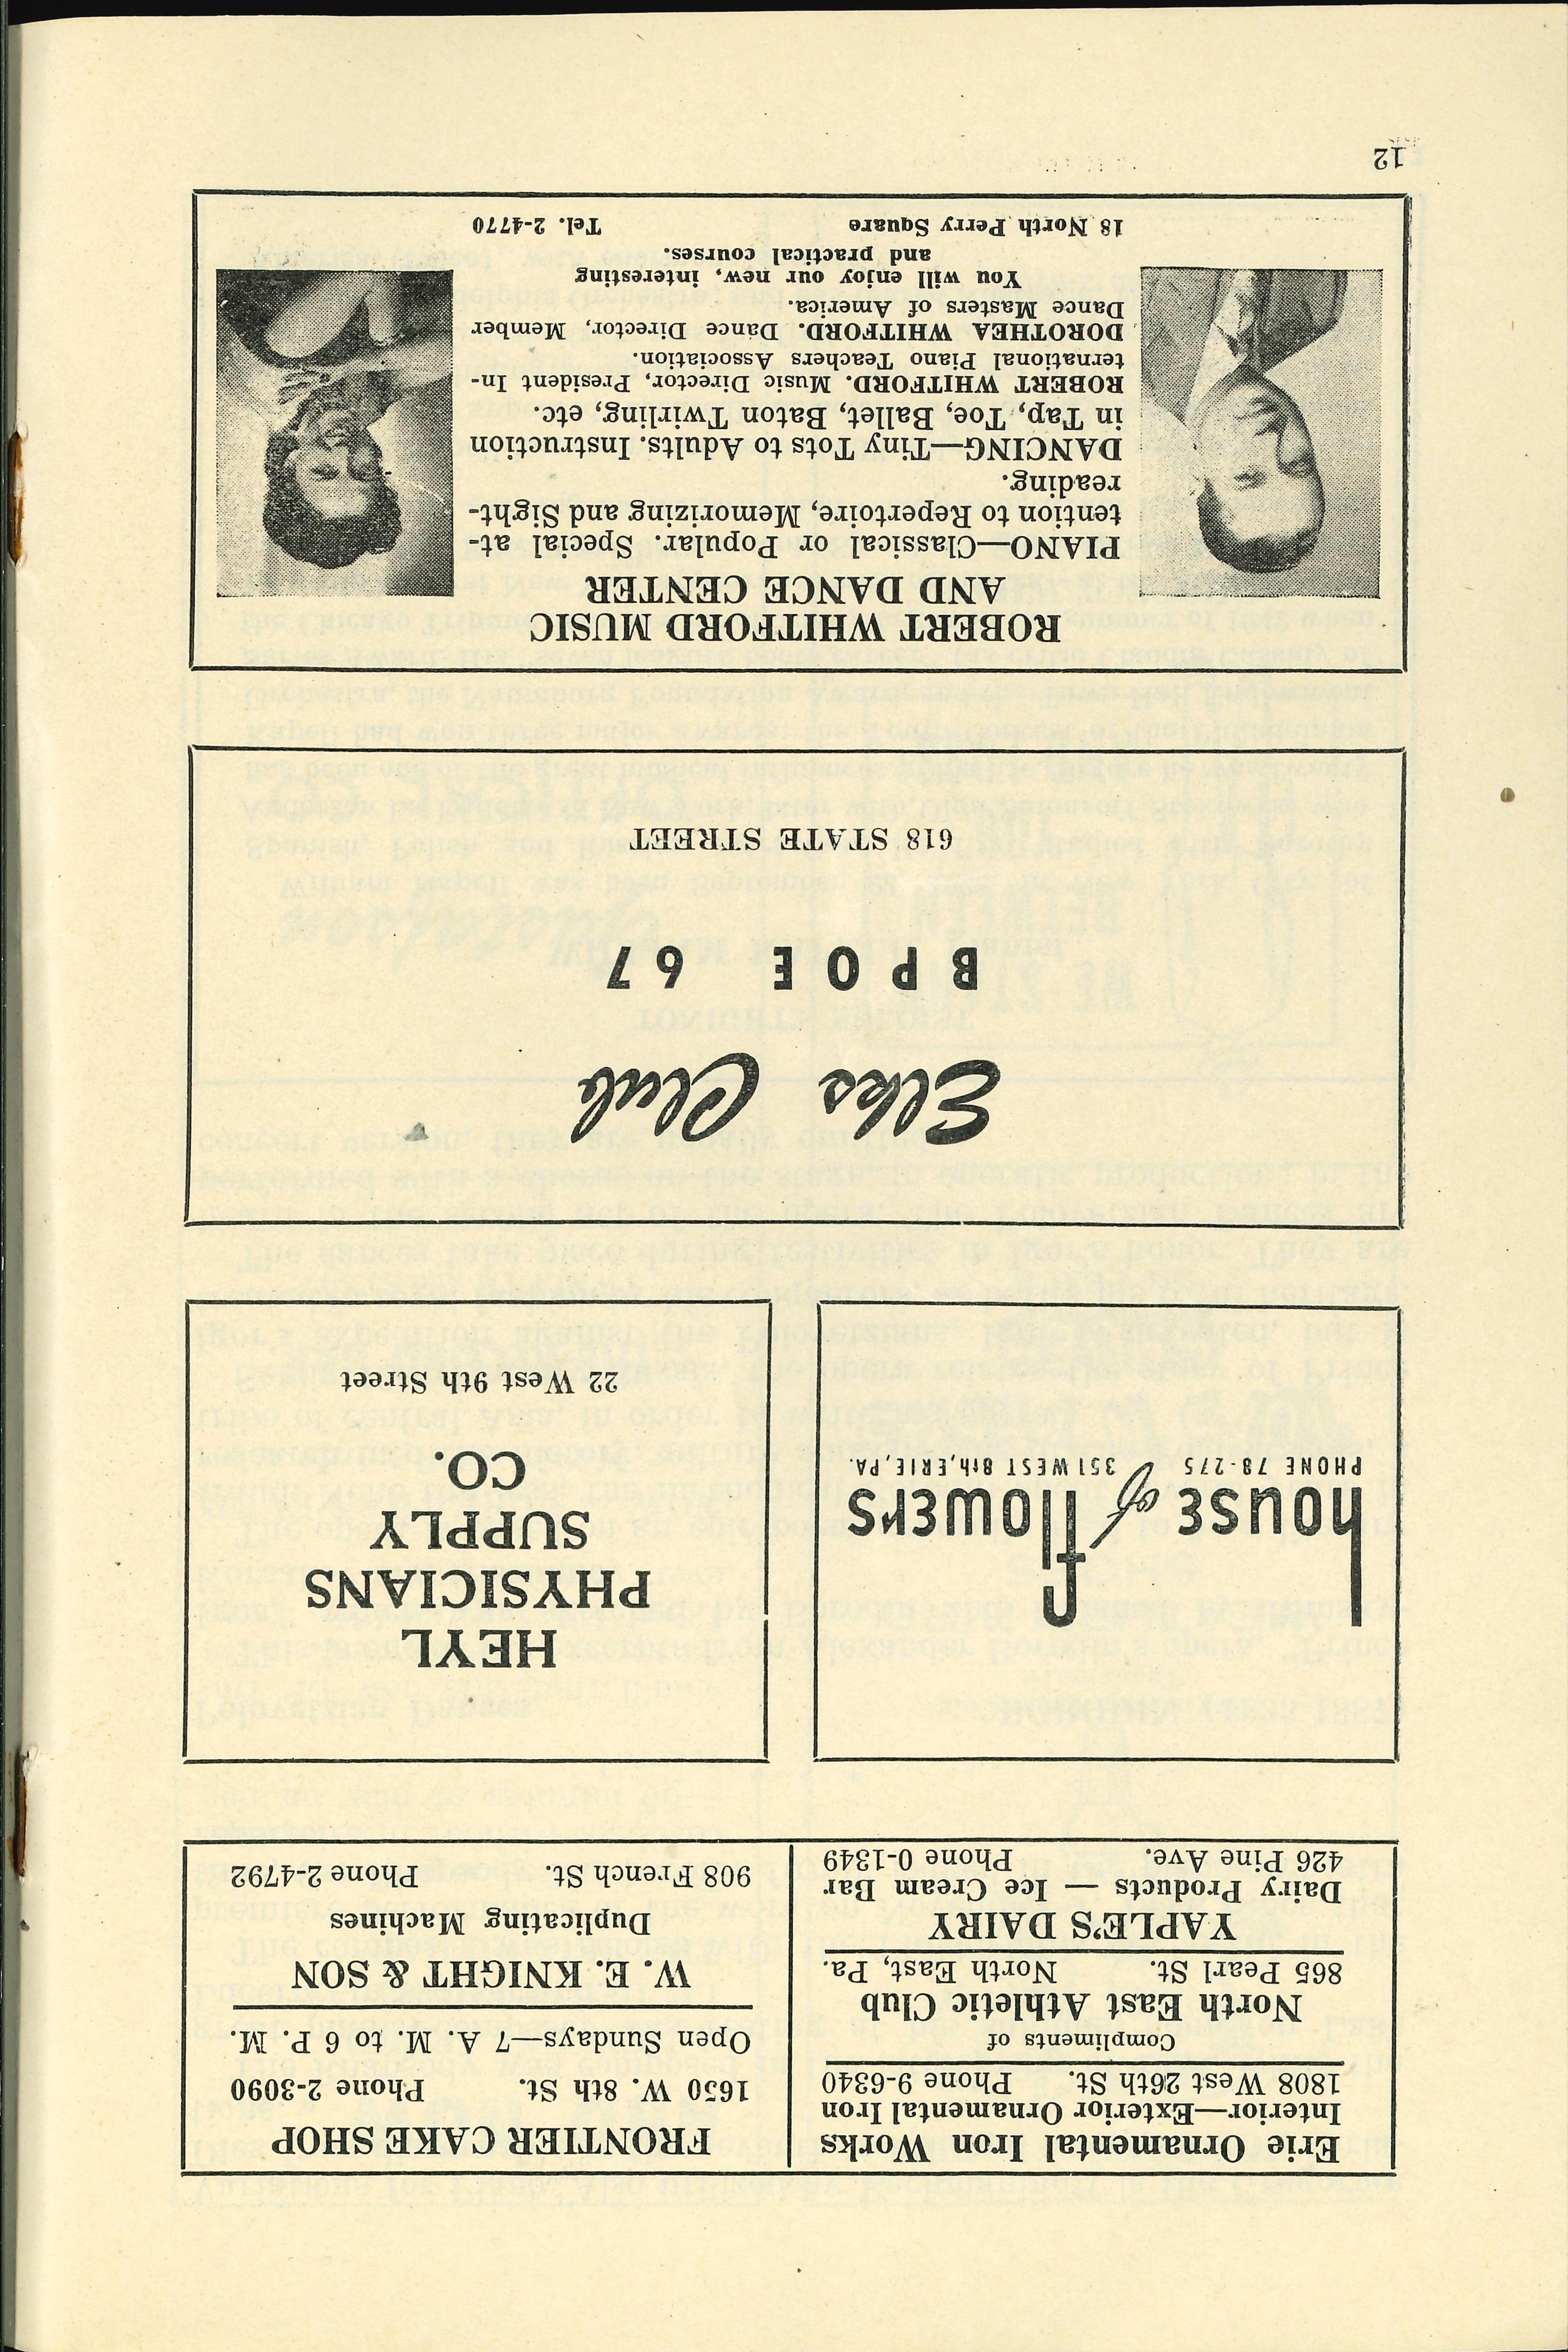 Erie Ornamental Iron Works
Interior—Exterior Ornamental Iron
1808 West 26th St. Phone 9-6340
Compliments of
North East Athletic Club
865 Pearl St. North East, Pa.
YAPLE'S DAIRY
Dairy Products — Ice Cream Bar
426 Pine Ave. Phone 0-1349
FRONTIER CAKE SHOP
1650 W. 8th St. Phone 2-3090
Open Sundays—7 A. M. to 6 P. M.
W. E. KNIGHT & SON
Duplicating Machines
908 French St. Phone 2-4792
house of flowers
PHONE 78-275 351 WEST 8th, ERIE, PA.
HEYL
PHYSICIANS
SUPPLY
CO.
22 West 9th Street
Elks Club
BPOE 67
618 STATE STREET
ROBERT WHITFORD MUSIC
AND DANCE CENTER
PIANO—Classical or Popular. Special at-
tention to Repertoire, Memorizing and Sight-
reading.
DANCING—Tiny Tots to Adults. Instruction
in Tap, Toe, Ballet, Baton Twirling, etc.
ROBERT WHITFORD. Music Director, President In-
ternational Piano Teachers Association.
DOROTHEA WHITFORD. Dance Director, Member
Dance Masters of America.
You will enjoy our new, interesting
and practical courses.
18 North Perry Square Tel. 2-4770
12